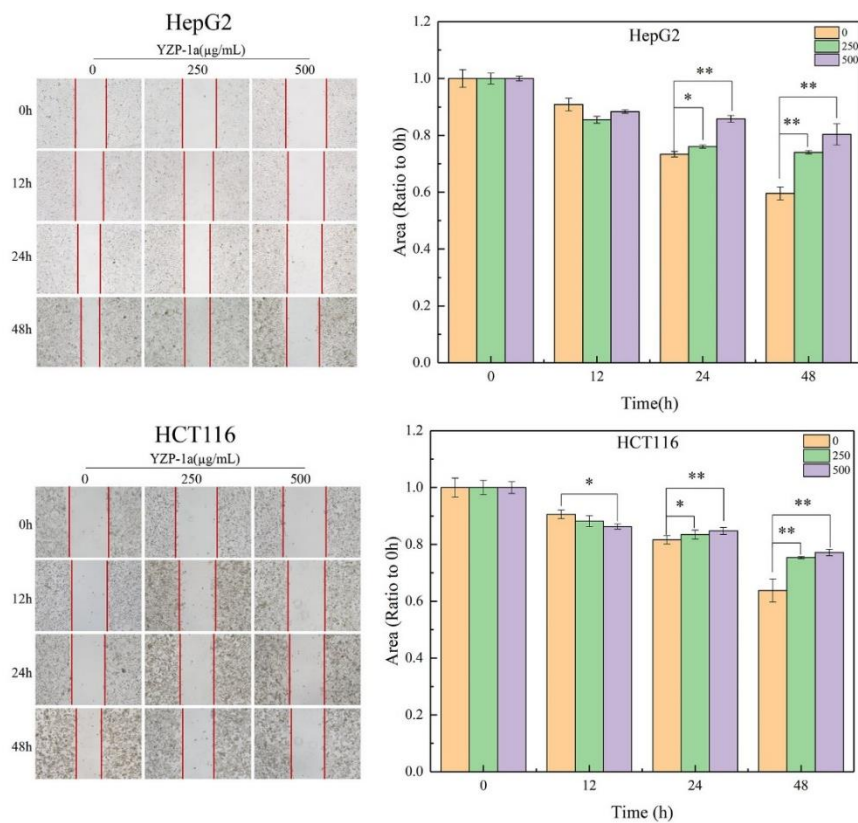 HepG2
YZP-1a(µg/mL)
0 250 500
0h
12h
24h
48h
HepG2
0
250
500
**
*
**
**
1.2
1.0
0.8
0.6
0.4
0.2
0.0
Area (Ratio to 0h)
0 12 24 48
Time(h)
HCT116
YZP-1a(µg/mL)
0 250 500
0h
12h
24h
48h
HCT116
0
250
500
*
**
*
**
**
1.2
1.0
0.8
0.6
0.4
0.2
0.0
Area (Ratio to 0h)
0 12 24 48
Time (h)